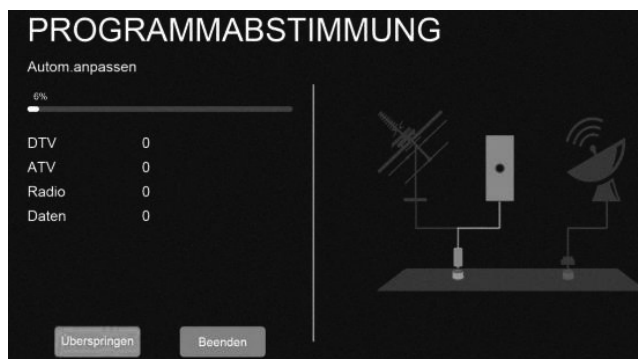 PROGRAMMABSTIMMUNG
Autom.anpassen
6%
DTV 0
ATV 0
Radio 0
Daten 0
Überspringen Beenden